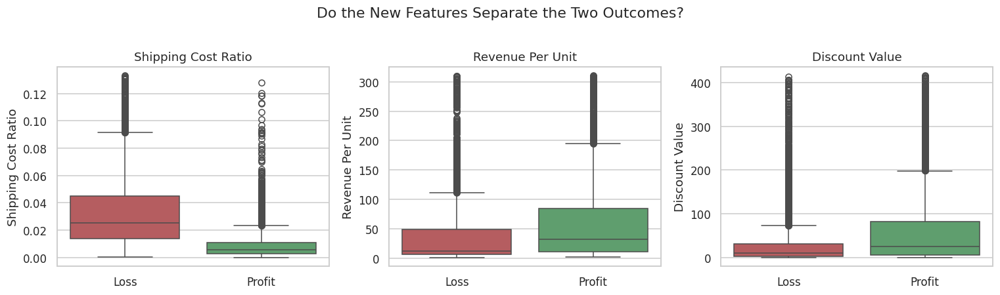 Do the New Features Separate the Two Outcomes?
Shipping Cost Ratio
Shipping Cost Ratio
0.12
0.10
0.08
0.06
0.04
0.02
0.00
Loss Profit
Revenue Per Unit
Revenue Per Unit
300
250
200
150
100
50
0
Loss Profit
Discount Value
Discount Value
400
300
200
100
0
Loss Profit